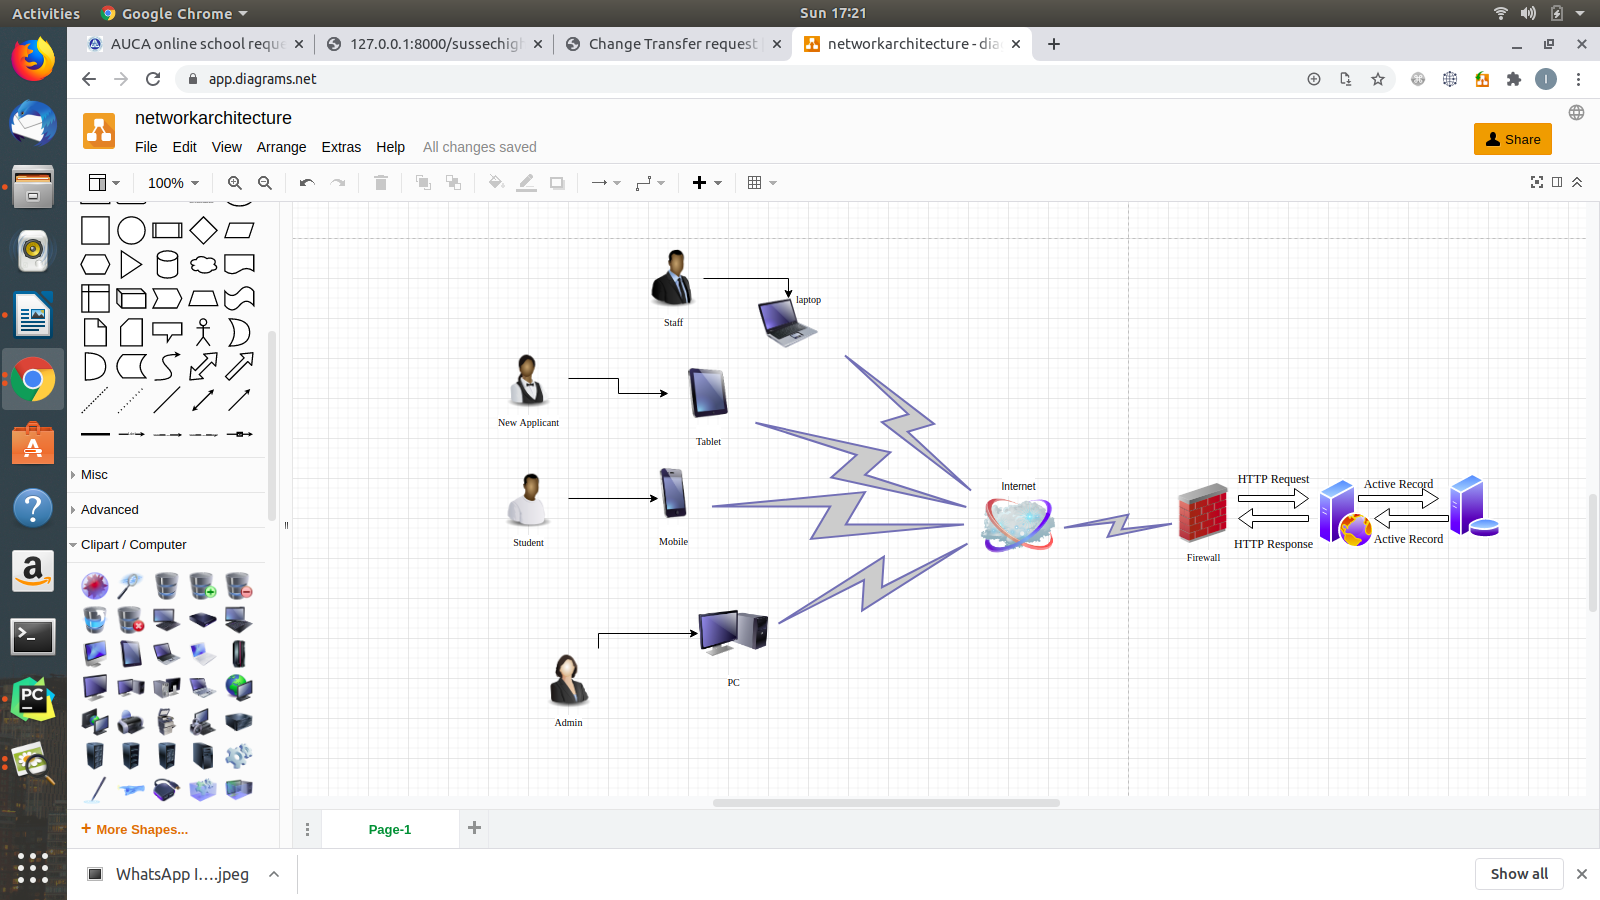 Activities
Google Chrome
Sun 17:21
AUCA online school reque
127.0.0.1:8000/sussechigh
Change Transfer request
networkarchitecture - dia
app.diagrams.net
I
networkarchitecture
File Edit View Arrange Extras Help All changes saved
Share
100%
Misc
Advanced
Clipart / Computer
+ More Shapes...
Staff
laptop
New Applicant
Tablet
Student
Mobile
PC
Admin
Internet
Firewall
HTTP Request
HTTP Response
Active Record
Active Record
Page-1
WhatsApp I....jpeg
Show all